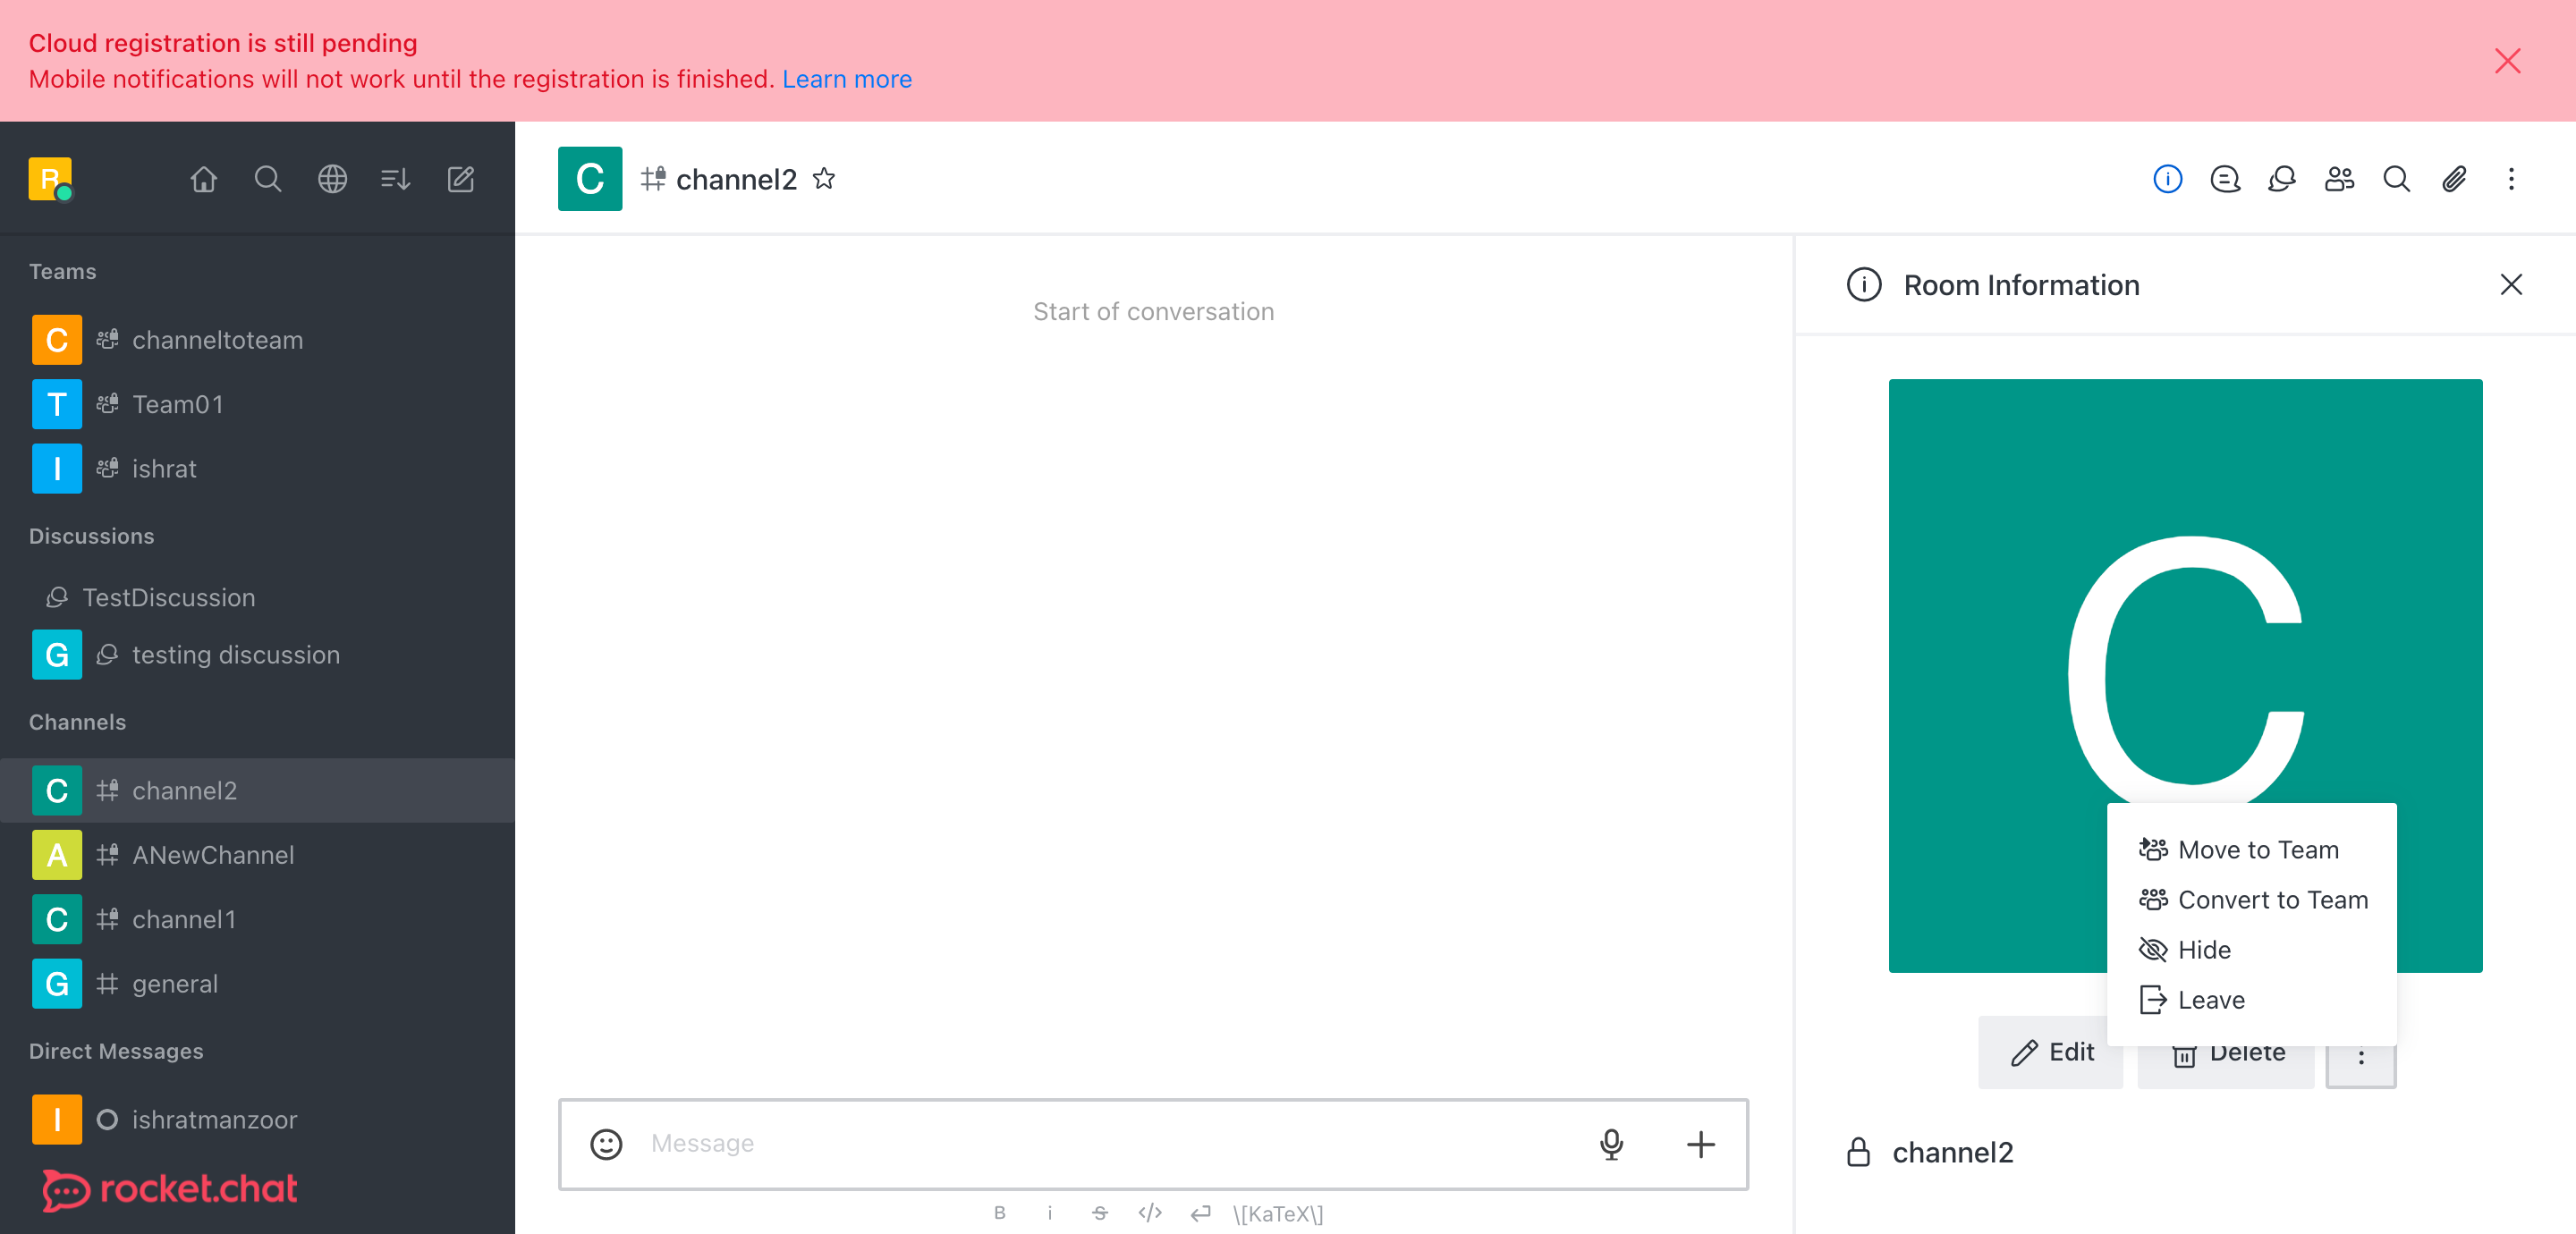 Cloud registration is still pending
Mobile notifications will not work until the registration is finished. Learn more
R
C channel2
Teams
C channeltoteam
T Team01
I ishrat
Discussions
TestDiscussion
G testing discussion
Channels
C channel2
A ANewChannel
C channel1
G general
Direct Messages
I ishratmanzoor
rocket.chat
Start of conversation
Message
B i S </> \[KaTeX\]
Room Information
C
Move to Team
Convert to Team
Hide
Leave
Edit Delete
channel2